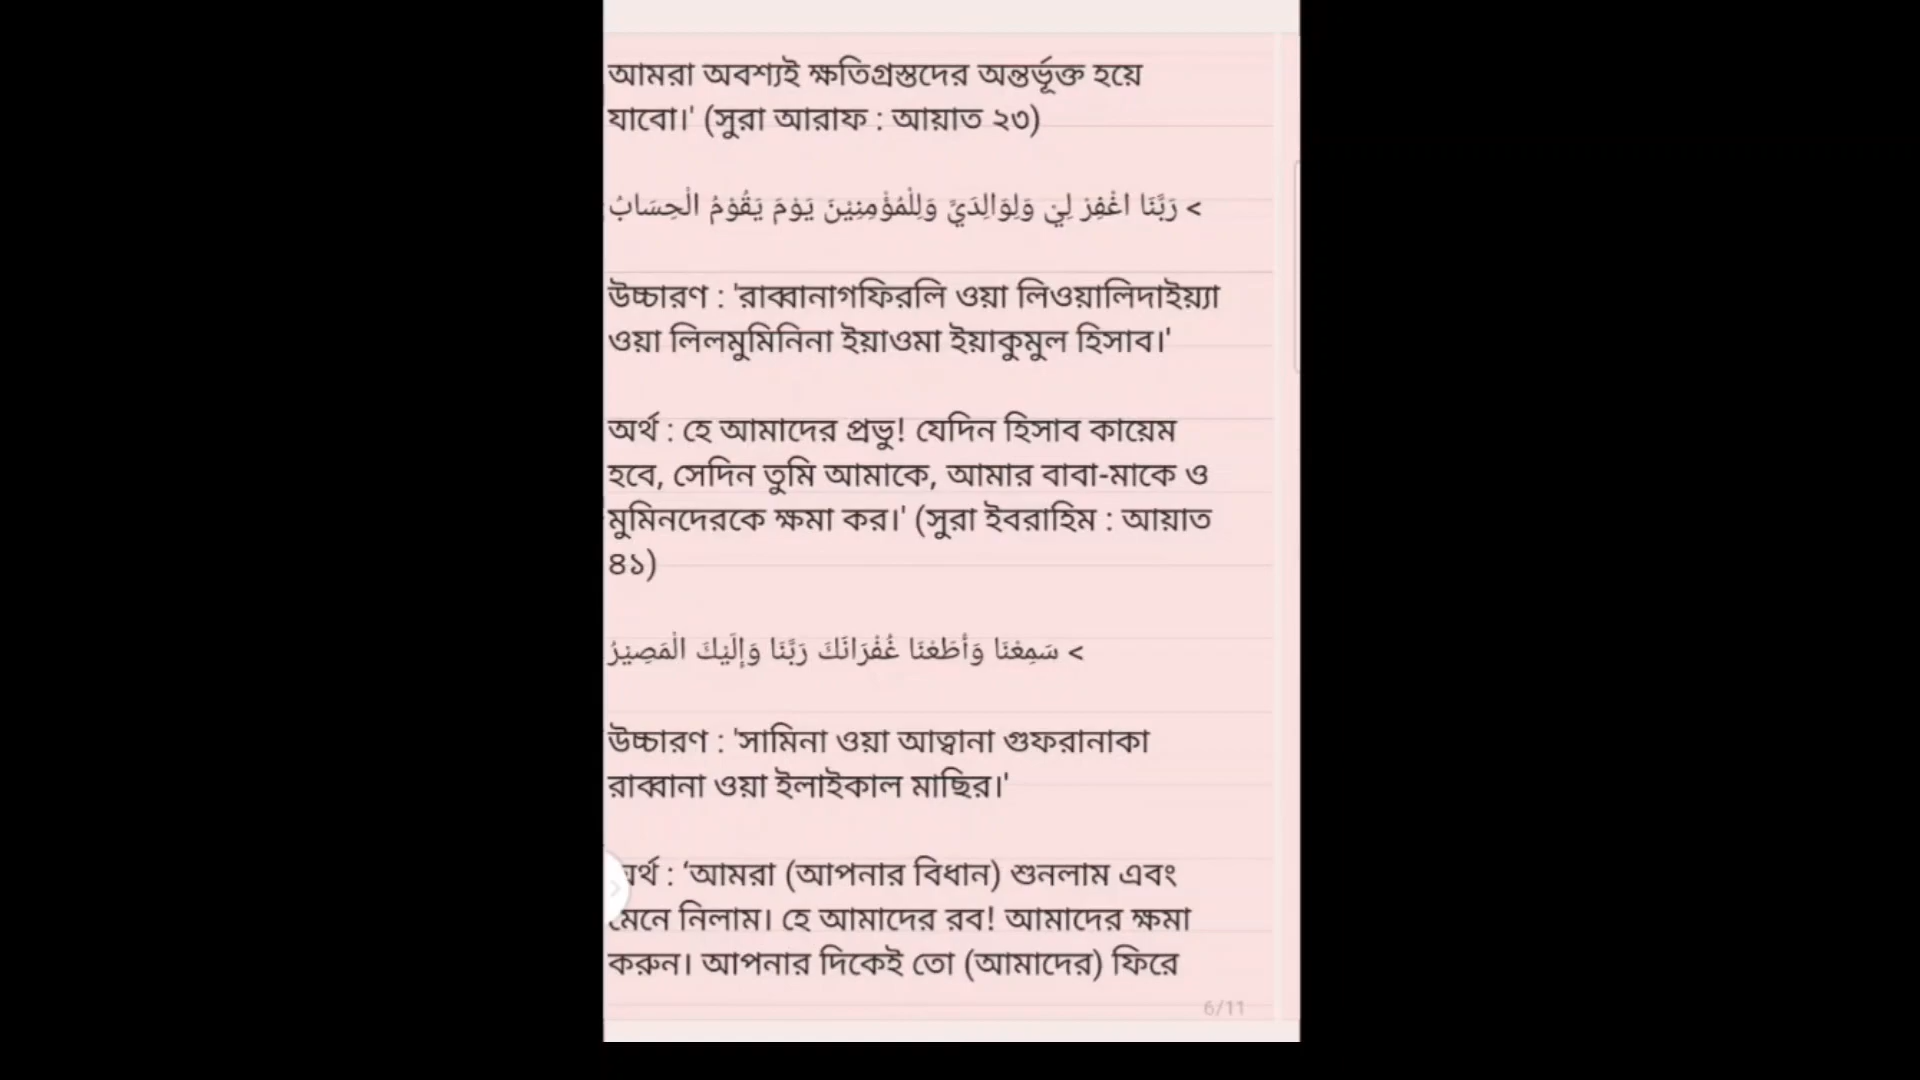 আমরা অবশ্যই ক্ষতিগ্রস্তদের অন্তর্ভূক্ত হয়ে
যাবো।' (সুরা আরাফ : আয়াত ২৩)
> رَبَّنَا اغْفِرْ لِيْ وَلِوَالِدَيَّ وَلِلْمُؤْمِنِيْنَ يَوْمَ يَقُوْمُ الْحِسَابُ
উচ্চারণ : 'রাব্বানাগফিরলি ওয়া লিওয়ালিদাইয়্যা
ওয়া লিলমুমিনিনা ইয়াওমা ইয়াকুমুল হিসাব।'
অর্থ : হে আমাদের প্রভু! যেদিন হিসাব কায়েম
হবে, সেদিন তুমি আমাকে, আমার বাবা-মাকে ও
মুমিনদেরকে ক্ষমা কর।' (সুরা ইবরাহিম : আয়াত
৪১)
> سَمِعْنَا وَأَطَعْنَا غُفْرَانَكَ رَبَّنَا وَإِلَيْكَ الْمَصِيْرُ
উচ্চারণ : 'সামিনা ওয়া আত্বানা গুফরানাকা
রাব্বানা ওয়া ইলাইকাল মাছির।'
অর্থ : ‘আমরা (আপনার বিধান) শুনলাম এবং
মেনে নিলাম। হে আমাদের রব! আমাদের ক্ষমা
করুন। আপনার দিকেই তো (আমাদের) ফিরে
6/11